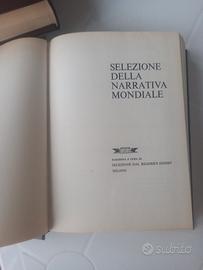 SELEZIONE
DELLA
NARRATIVA
MONDIALE
SELEZIONE DAL READER'S DIGEST
MILANO
subito